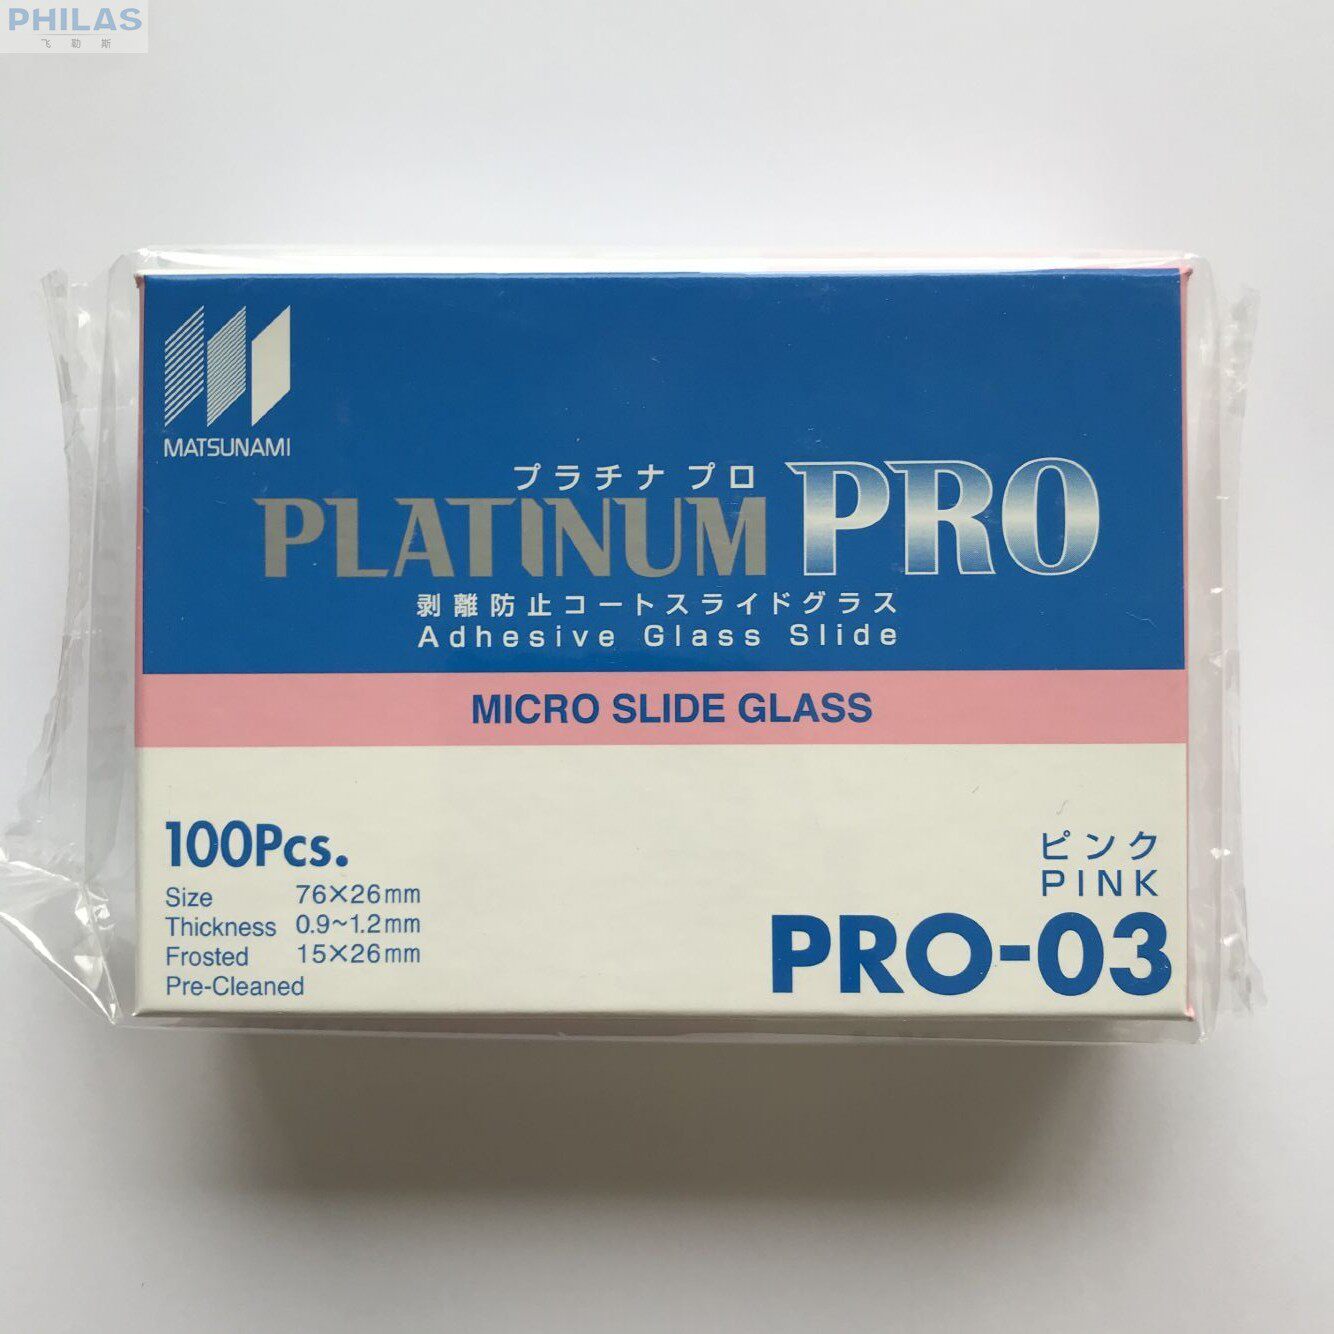 PHILAS
飞勒斯
MATSUNAMI
プラチナ プロ
PLATINUM PRO
剥離防止コートスライドグラス
Adhesive Glass Slide
MICRO SLIDE GLASS
100Pcs.
Size 76×26mm
Thickness 0.9~1.2mm
Frosted 15×26mm
Pre-Cleaned
ピンク
PINK
PRO-03